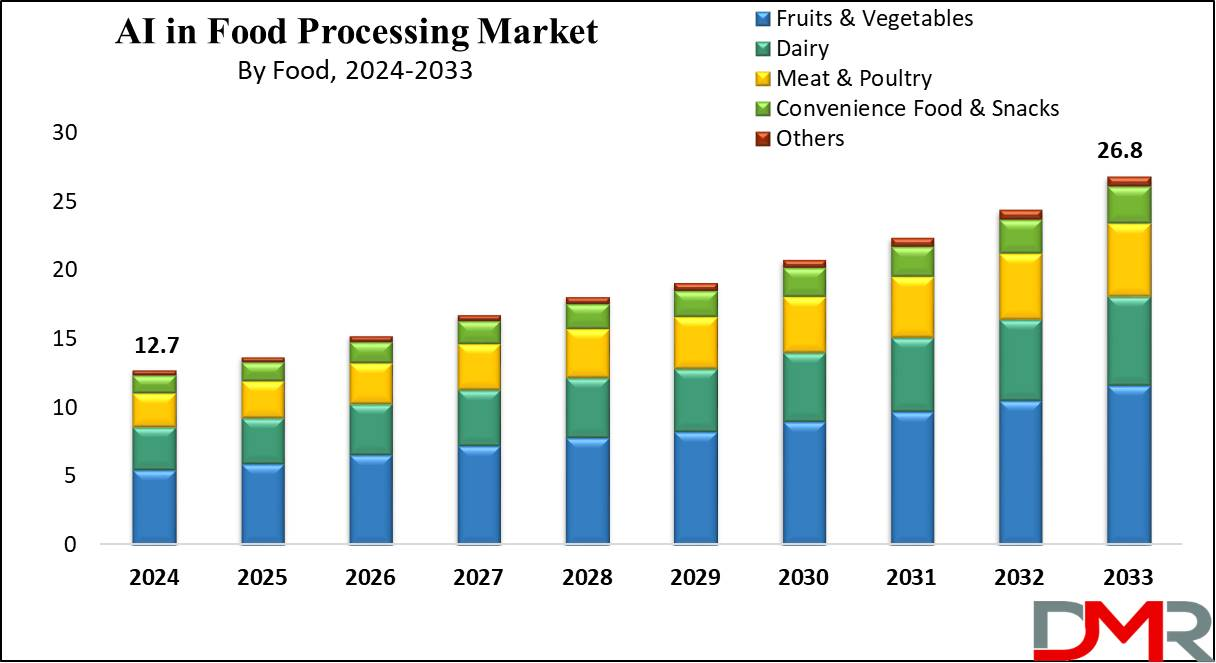 AI in Food Processing Market
By Food, 2024-2033
Fruits & Vegetables
Dairy
Meat & Poultry
Convenience Food & Snacks
Others
30
25
20
15
10
5
0
12.7
26.8
2024 2025 2026 2027 2028 2029 2030 2031 2032 2033
DMR